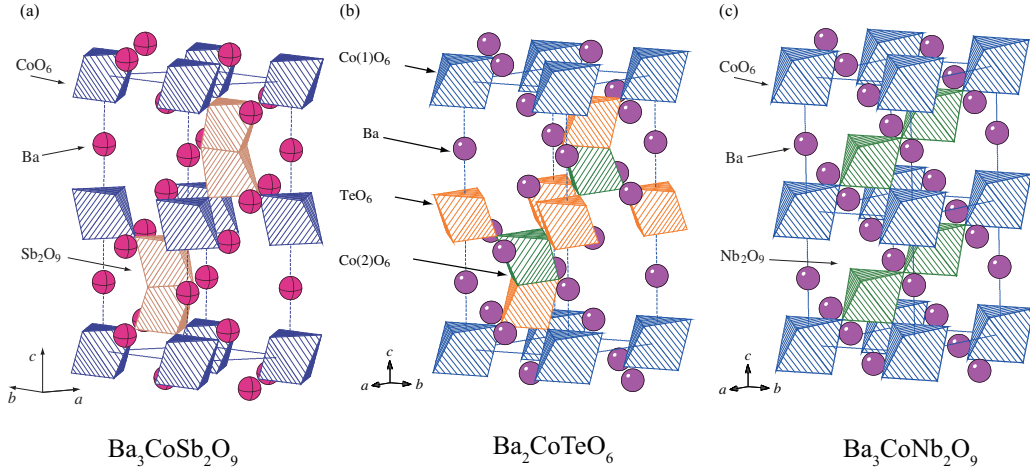 (a)
CoO₆
Ba
Sb₂O₉
c
b
a
Ba₃CoSb₂O₉
(b)
Co(1)O₆
Ba
TeO₆
Co(2)O₆
c
a
b
Ba₂CoTeO₆
(c)
CoO₆
Ba
Nb₂O₉
c
a
b
Ba₃CoNb₂O₉